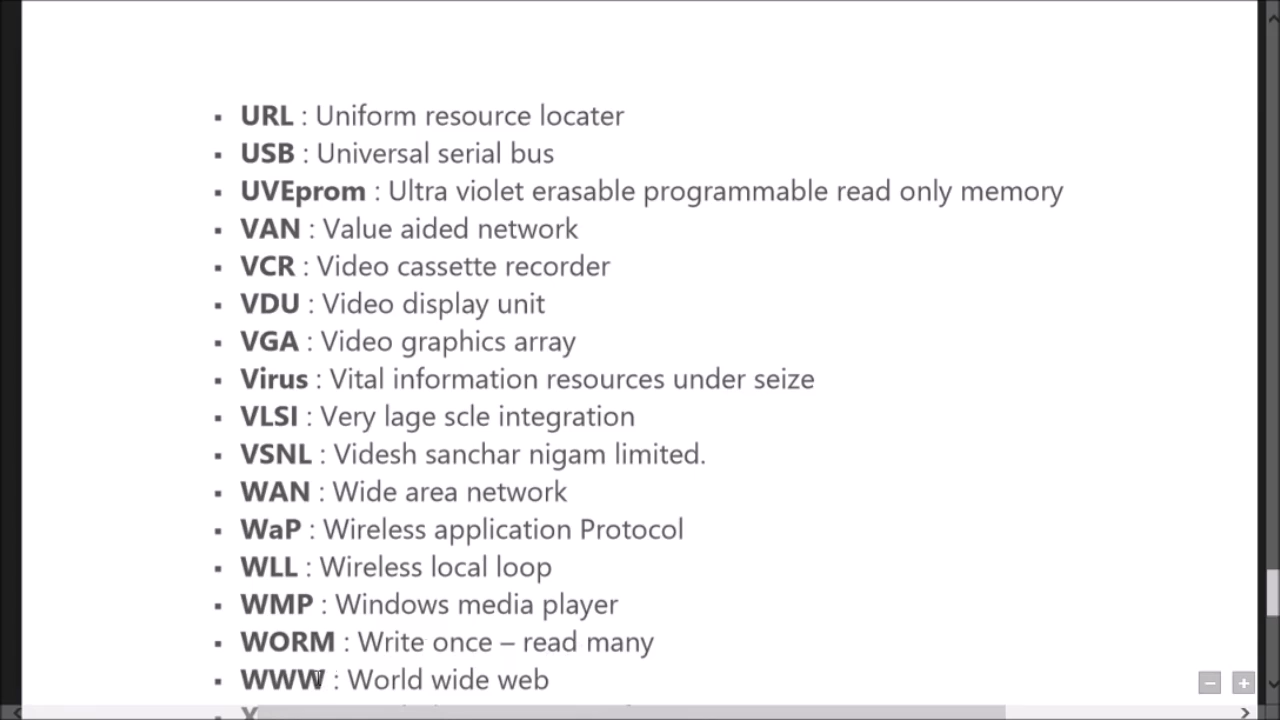 ▪ URL : Uniform resource locater
▪ USB : Universal serial bus
▪ UVEprom : Ultra violet erasable programmable read only memory
▪ VAN : Value aided network
▪ VCR : Video cassette recorder
▪ VDU : Video display unit
▪ VGA : Video graphics array
▪ Virus : Vital information resources under seize
▪ VLSI : Very lage scle integration
▪ VSNL : Videsh sanchar nigam limited.
▪ WAN : Wide area network
▪ WaP : Wireless application Protocol
▪ WLL : Wireless local loop
▪ WMP : Windows media player
▪ WORM : Write once – read many
▪ WWW : World wide web